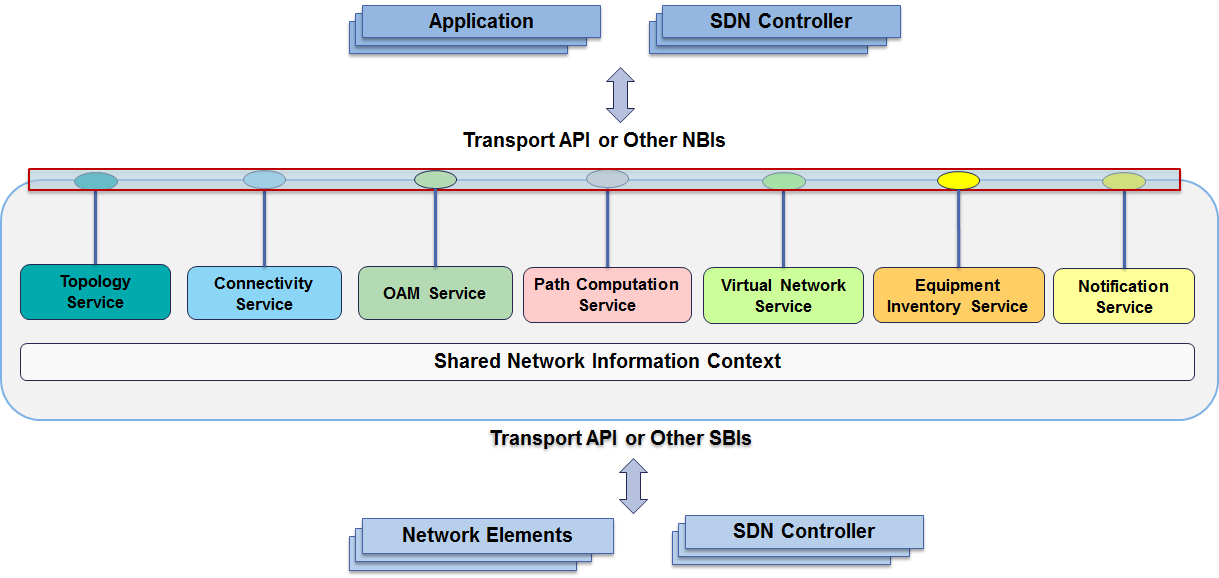 Application
SDN Controller
Transport API or Other NBIs
Topology
Service
Connectivity
Service
OAM Service
Path Computation
Service
Virtual Network
Service
Equipment
Inventory Service
Notification
Service
Shared Network Information Context
Transport API or Other SBIs
Network Elements
SDN Controller